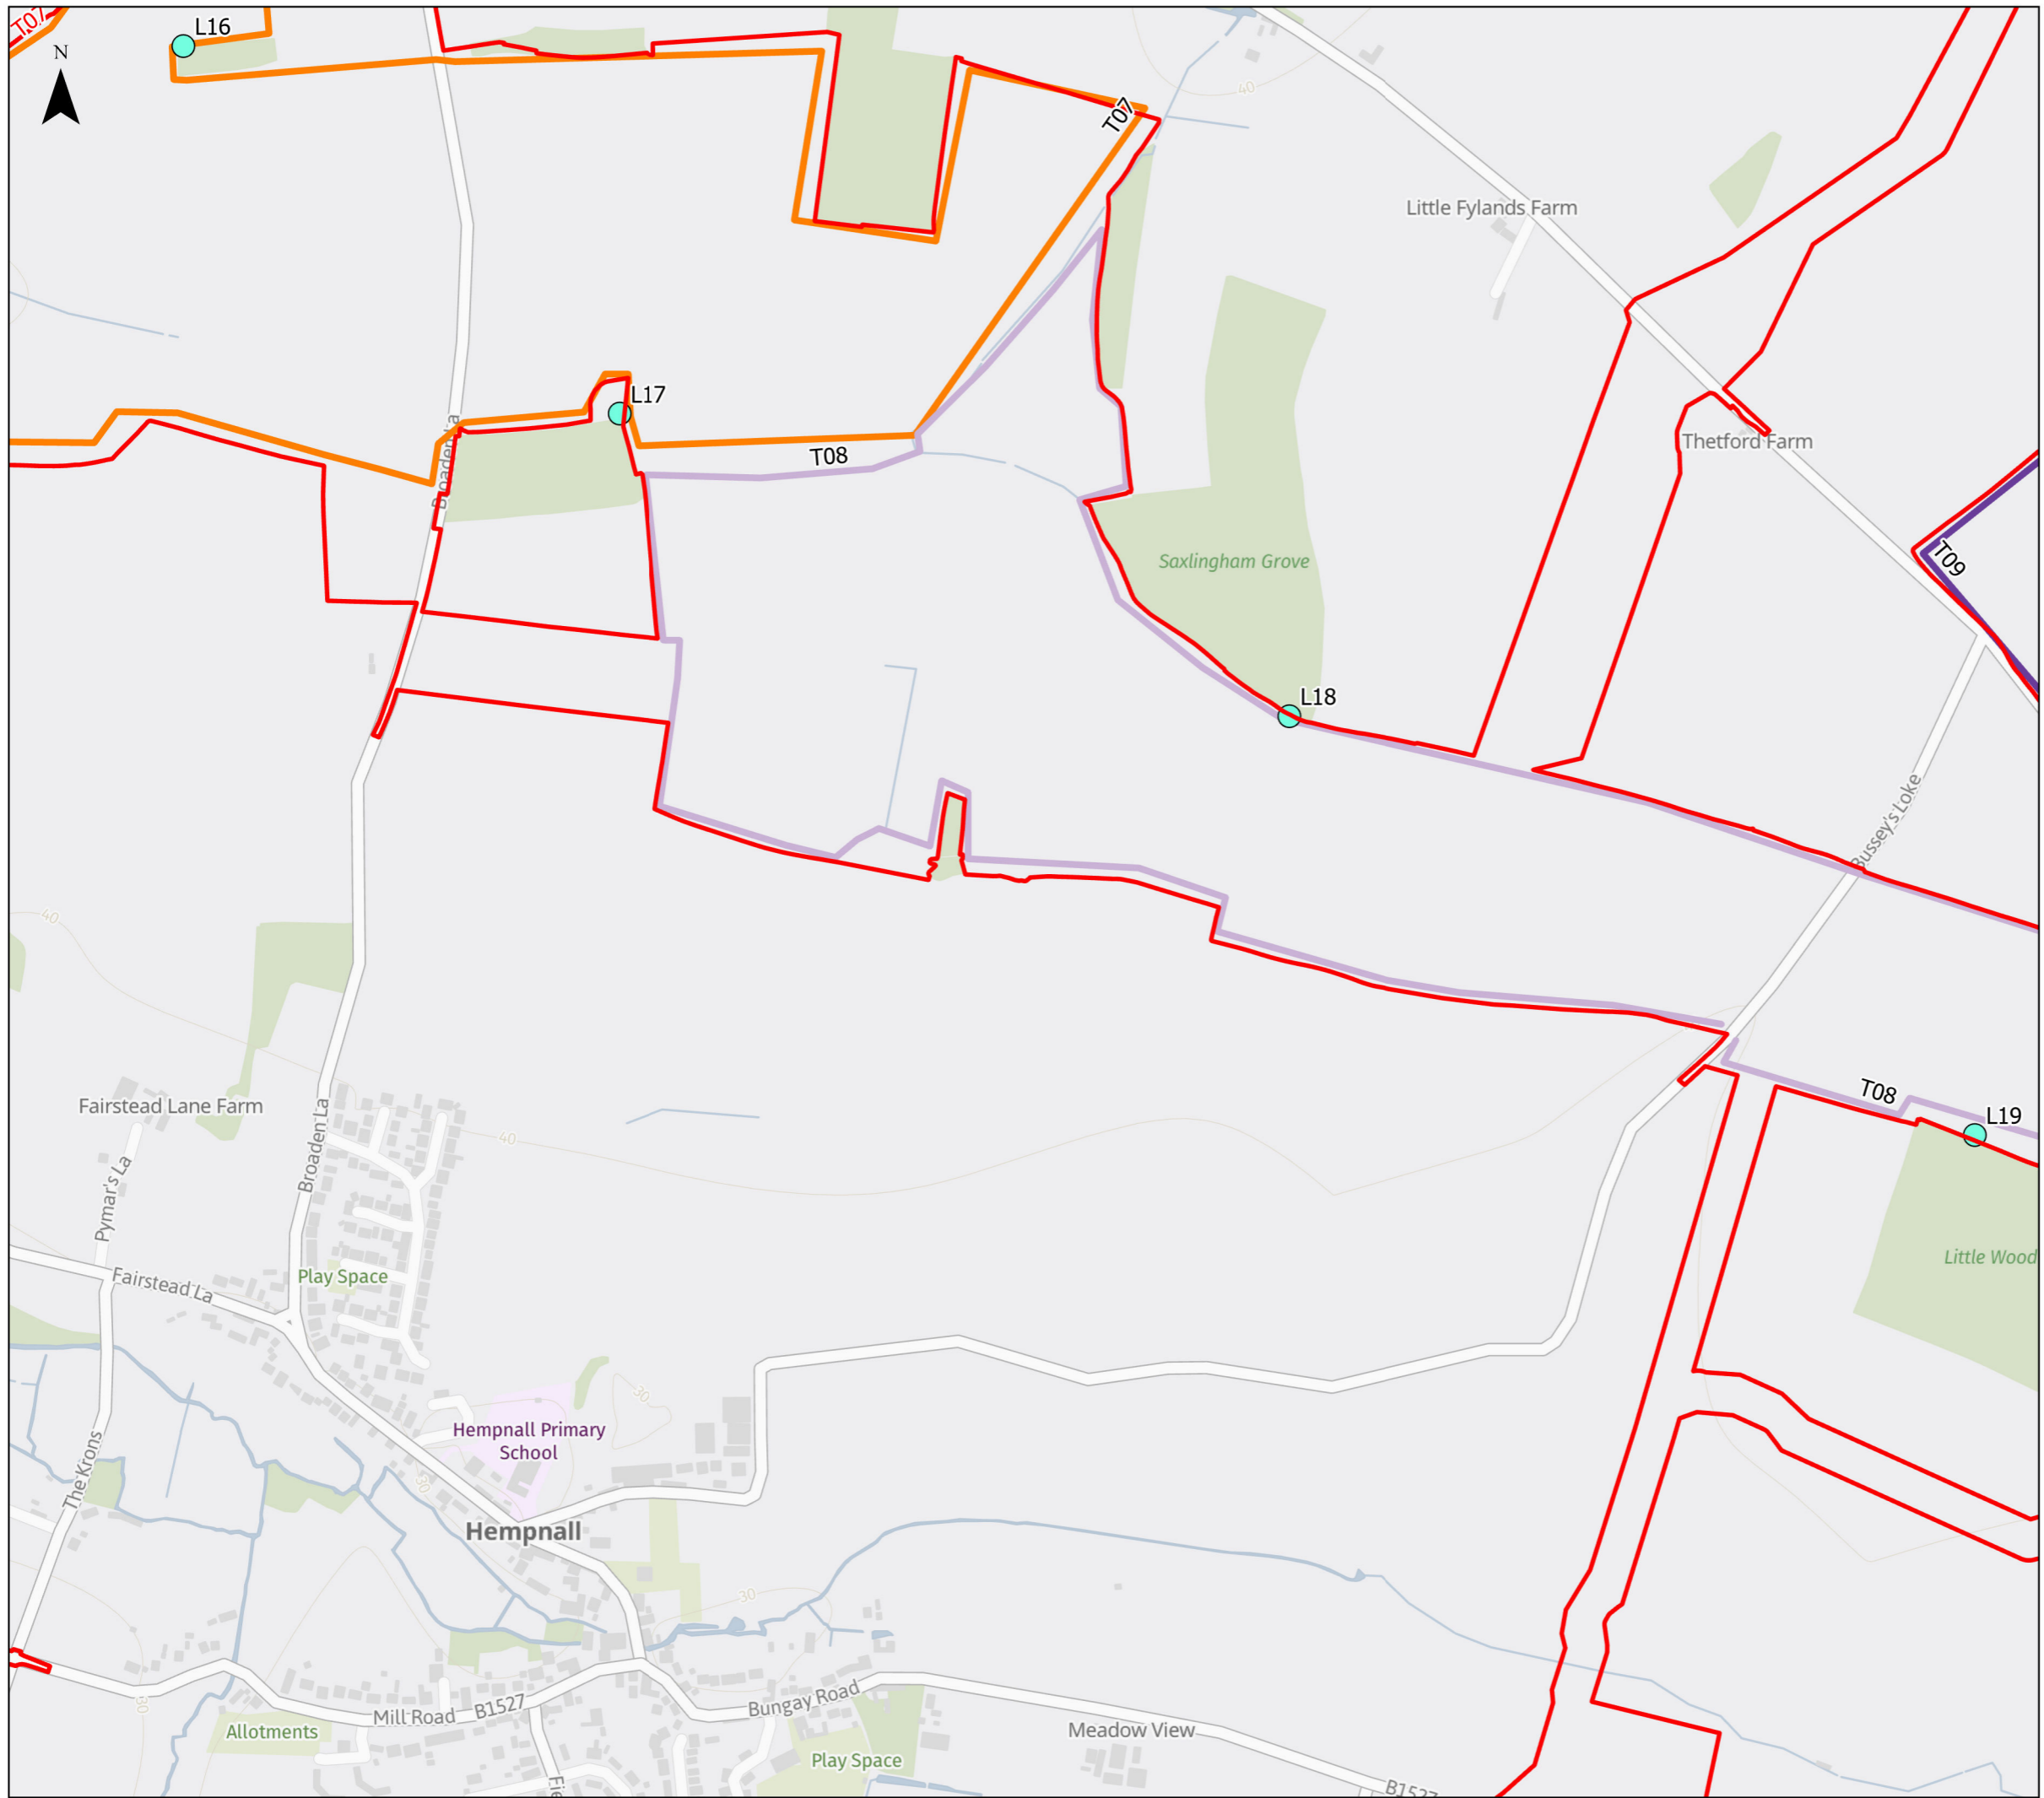 T07
L16
N
40
T07
Little Fylands Farm
L17
Broaden La
Thetford Farm
T08
T09
Saxlingham Grove
L18
Bussey's Loke
40
Fairstead Lane Farm
T08
L19
40
Broaden La
Pymar's La
Little Wood
Fairstead La
Play Space
30
Hempnall Primary
School
30
The Krons
Hempnall
30
30
Mill Road
B1527
Bungay Road
Meadow View
Allotments
Play Space
Fie
B1527